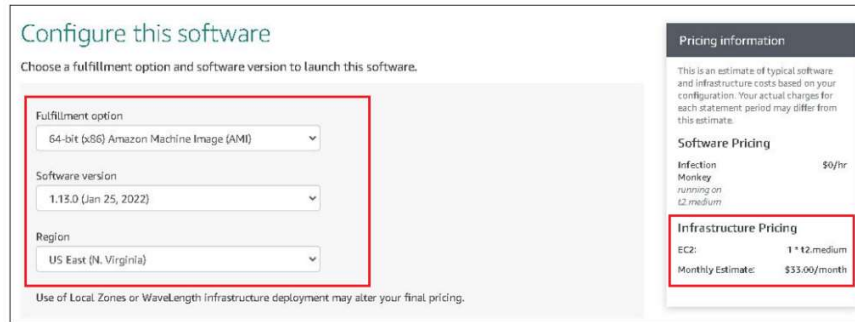 Configure this software
Choose a fulfillment option and software version to launch this software.
Fulfillment option
64-bit (x86) Amazon Machine Image (AMI)
Software version
1.13.0 (Jan 25, 2022)
Region
US East (N. Virginia)
Use of Local Zones or WaveLength infrastructure deployment may alter your final pricing.
Pricing information
This is an estimate of typical software
and infrastructure costs based on your
configuration. Your actual charges for
each statement period may differ from
this estimate.
Software Pricing
Infection $0/hr
Monkey
running on
t2.medium
Infrastructure Pricing
EC2: 1 * t2.medium
Monthly Estimate: $33.00/month